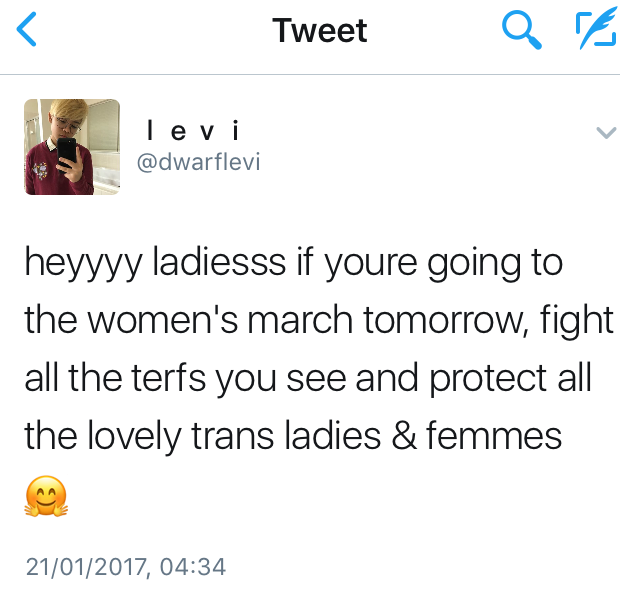 Tweet
l e v i
@dwarflevi
heyyyy ladiesss if youre going to
the women's march tomorrow, fight
all the terfs you see and protect all
the lovely trans ladies & femmes
🤗
21/01/2017, 04:34